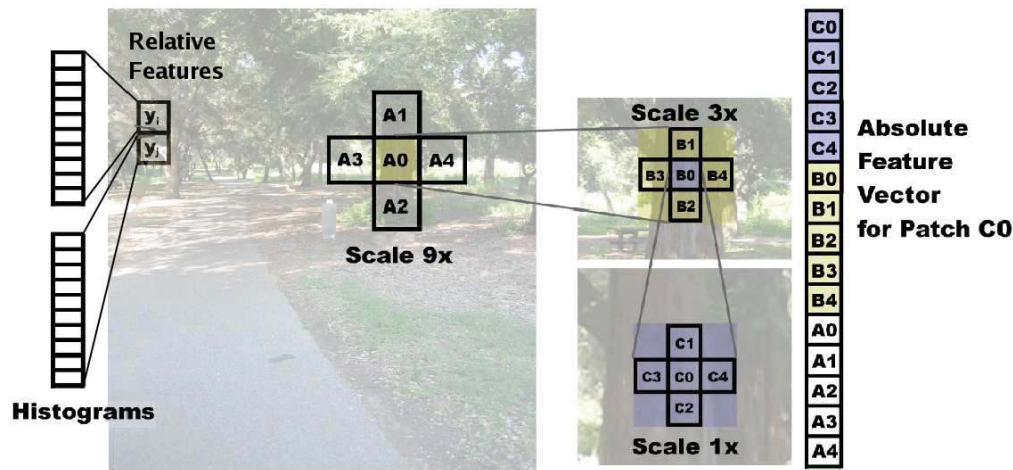 Relative
Features
yi
yj
Histograms
A1
A3 A0 A4
A2
Scale 9x
Scale 3x
B1
B3 B0 B4
B2
C1
C3 C0 C4
C2
Scale 1x
C0
C1
C2
C3
C4
B0
B1
B2
B3
B4
A0
A1
A2
A3
A4
Absolute
Feature
Vector
for Patch C0